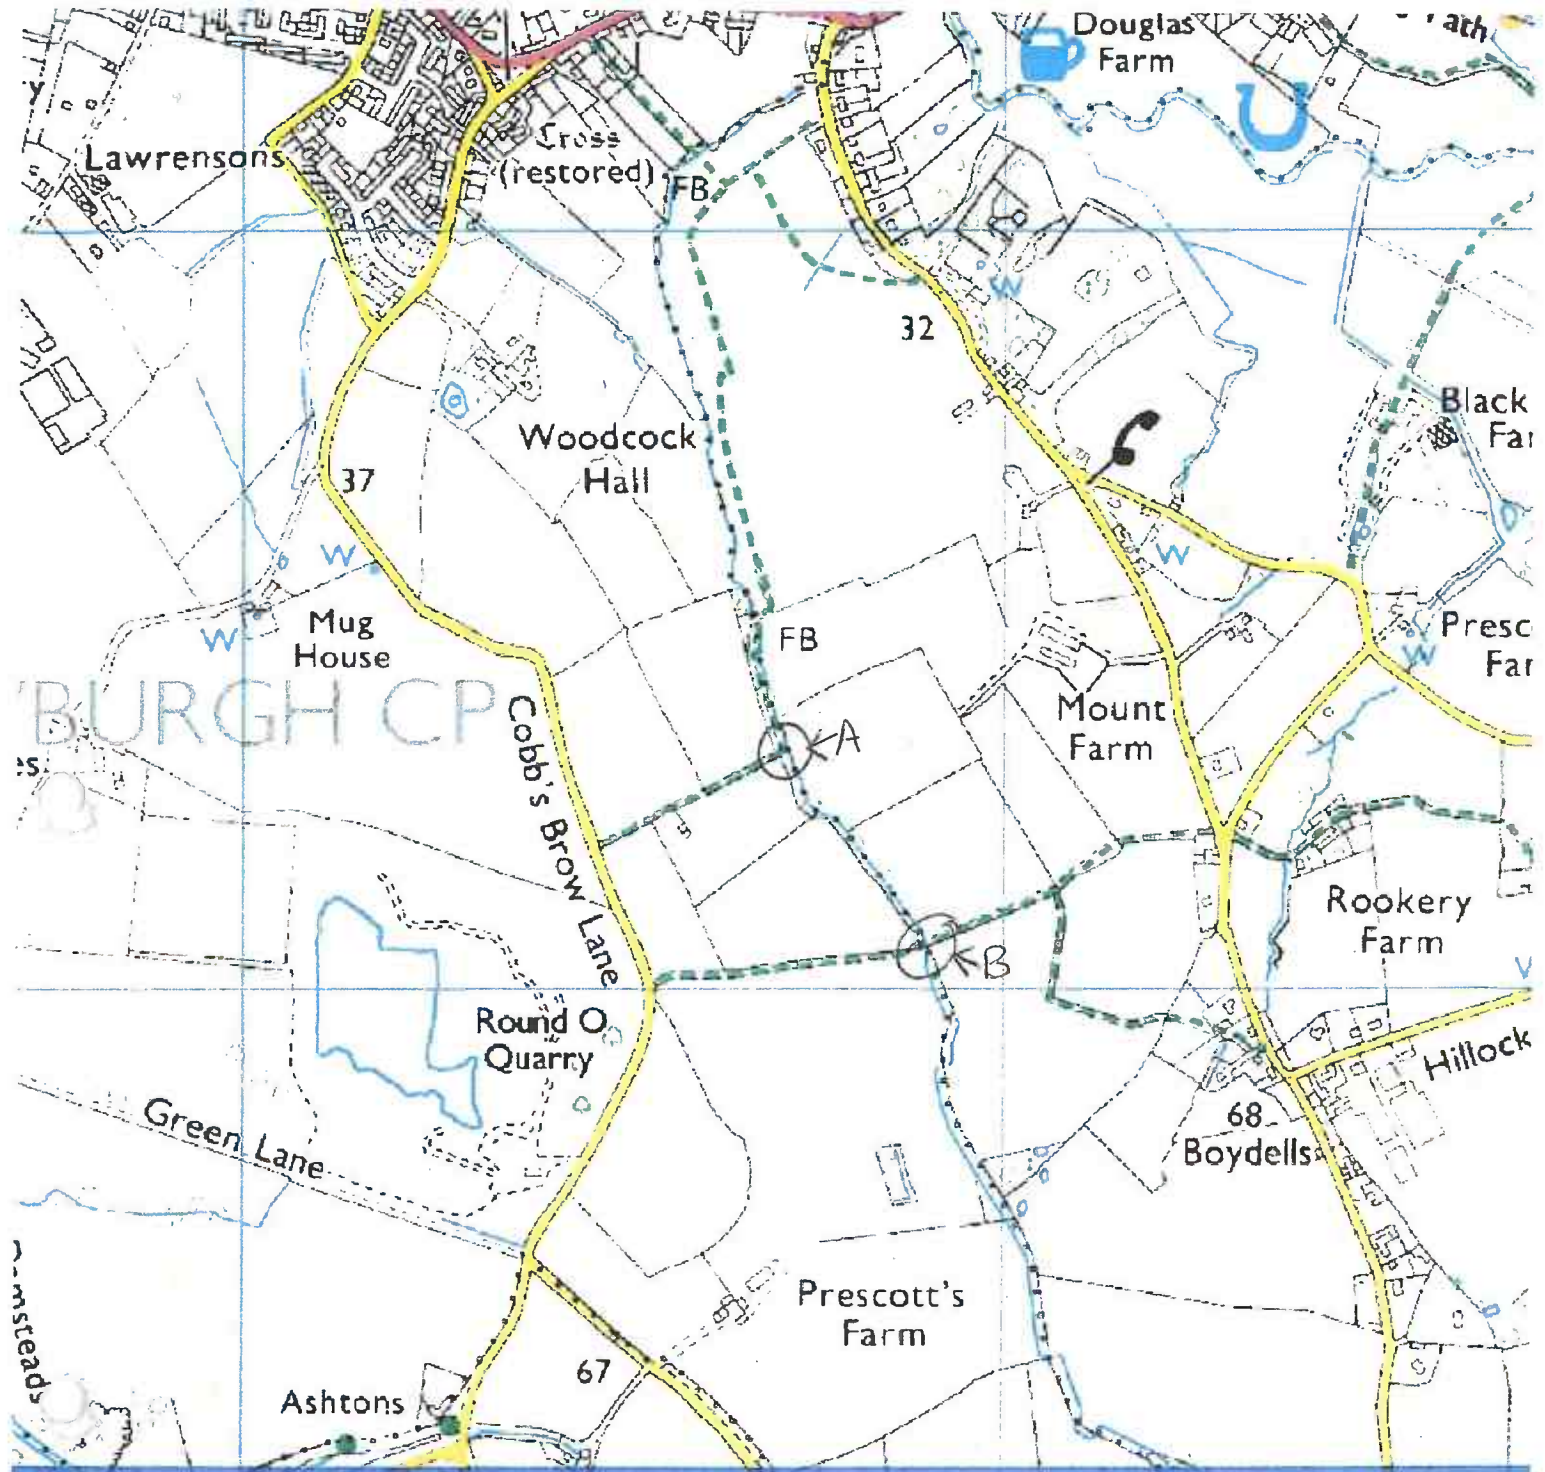 Douglas
Farm
ath
Cross
(restored)
Lawrensons
FB
W
32
Black
Woodcock
Hall
37
W
W
FB
Mug
House
W
Presc
W
BURGH CP
Mount
Farm
A
Cobb's Brow Lane
Rookery
Farm
B
Round O
Quarry
Hillock
Green Lane
68
Boydells
Prescott's
Farm
67
Ashtons